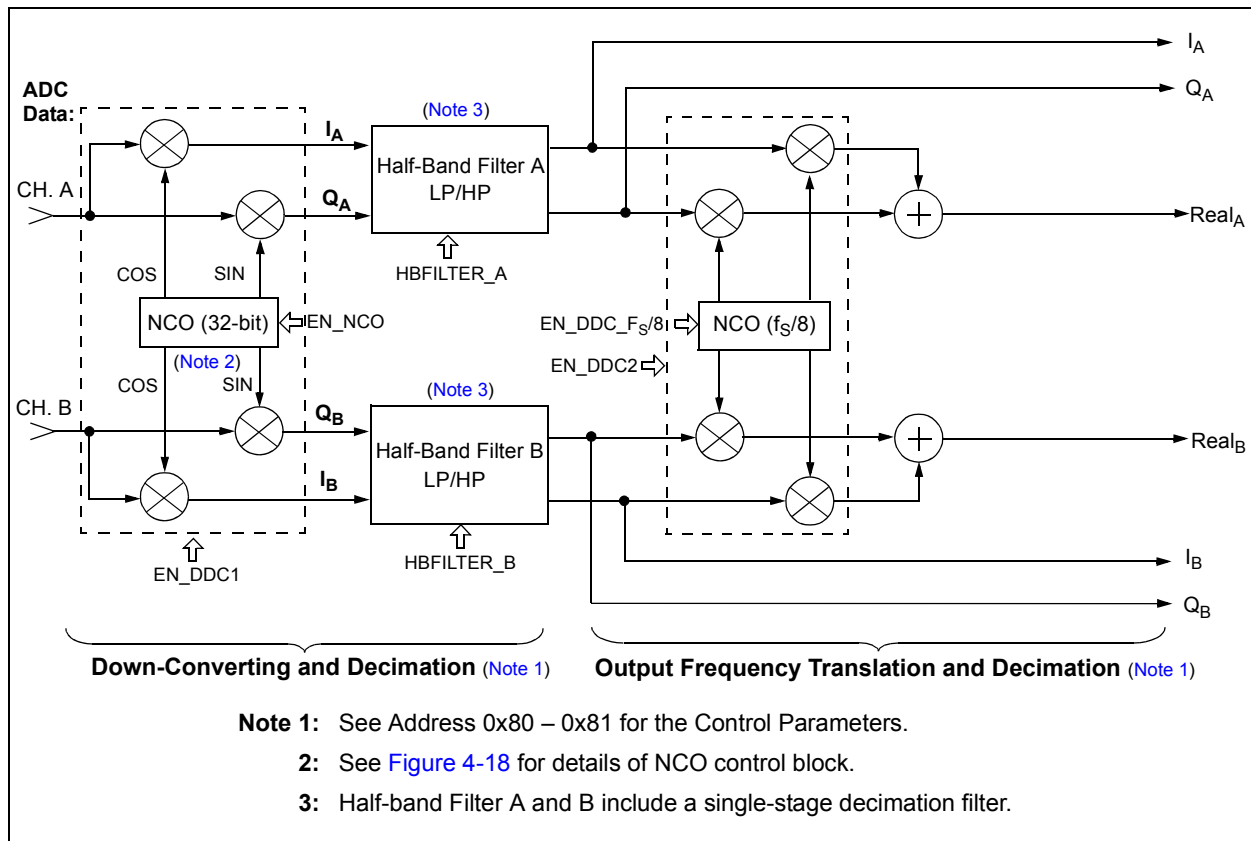 I_A
Q_A
ADC
Data:
(Note 3)
I_A
Half-Band Filter A
LP/HP
CH. A
Q_A
Real_A
HBFILTER_A
COS
SIN
NCO (32-bit)
EN_NCO
EN_DDC_F_S/8
NCO (f_S/8)
(Note 2)
EN_DDC2
COS
SIN
(Note 3)
CH. B
Q_B
Half-Band Filter B
LP/HP
Real_B
I_B
HBFILTER_B
EN_DDC1
I_B
Q_B
Down-Converting and Decimation (Note 1)
Output Frequency Translation and Decimation (Note 1)
Note 1: See Address 0x80 – 0x81 for the Control Parameters.
2: See Figure 4-18 for details of NCO control block.
3: Half-band Filter A and B include a single-stage decimation filter.